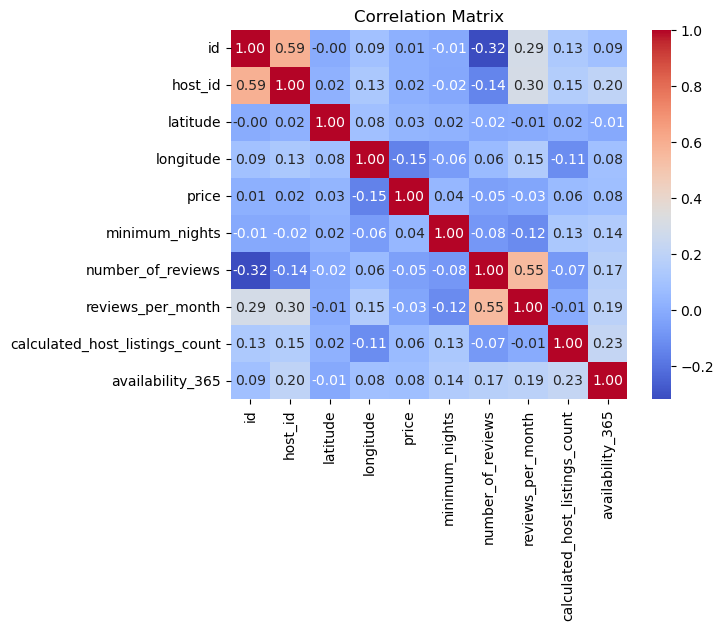 Correlation Matrix
id 1.00 0.59 -0.00 0.09 0.01 -0.01 -0.32 0.29 0.13 0.09
host_id 0.59 1.00 0.02 0.13 0.02 -0.02 -0.14 0.30 0.15 0.20
latitude -0.00 0.02 1.00 0.08 0.03 0.02 -0.02 -0.01 0.02 -0.01
longitude 0.09 0.13 0.08 1.00 -0.15 -0.06 0.06 0.15 -0.11 0.08
price 0.01 0.02 0.03 -0.15 1.00 0.04 -0.05 -0.03 0.06 0.08
minimum_nights -0.01 -0.02 0.02 -0.06 0.04 1.00 -0.08 -0.12 0.13 0.14
number_of_reviews -0.32 -0.14 -0.02 0.06 -0.05 -0.08 1.00 0.55 -0.07 0.17
reviews_per_month 0.29 0.30 -0.01 0.15 -0.03 -0.12 0.55 1.00 -0.01 0.19
calculated_host_listings_count 0.13 0.15 0.02 -0.11 0.06 0.13 -0.07 -0.01 1.00 0.23
availability_365 0.09 0.20 -0.01 0.08 0.08 0.14 0.17 0.19 0.23 1.00
id
host_id
latitude
longitude
price
minimum_nights
number_of_reviews
reviews_per_month
calculated_host_listings_count
availability_365
1.0
0.8
0.6
0.4
0.2
0.0
−0.2